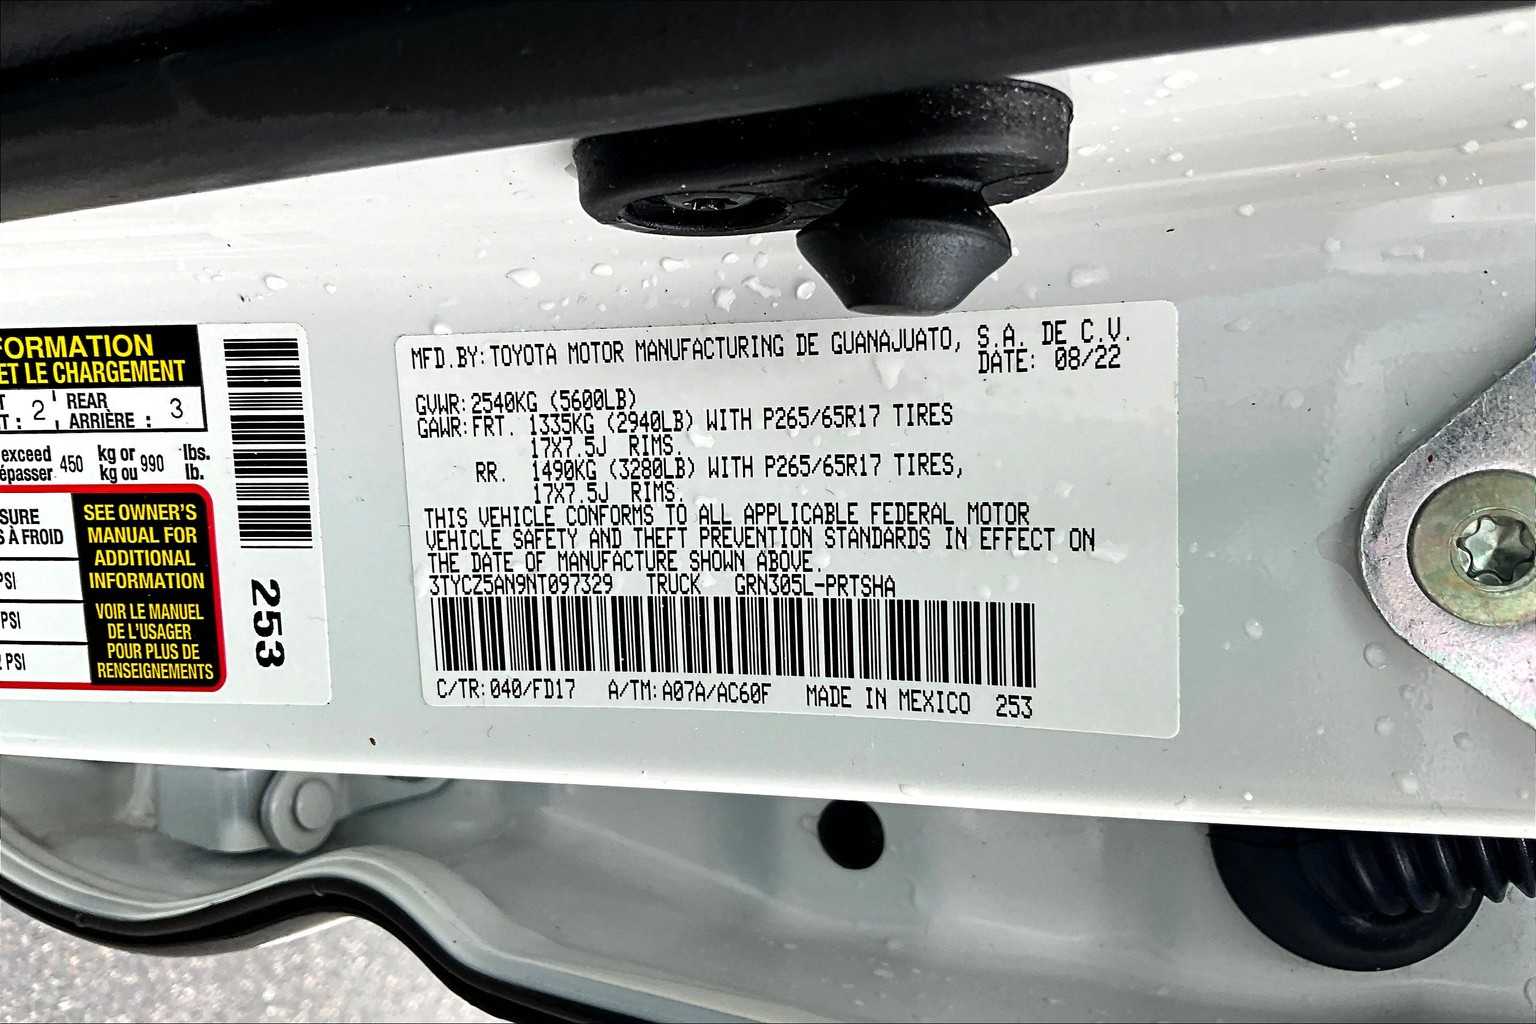 FORMATION
ET LE CHARGEMENT
T : 2 REAR ARRIÈRE : 3
exceed 450 kg or 990 lbs.
épasser kg ou lb.
SURE
S À FROID
PSI
PSI
PSI
SEE OWNER'S
MANUAL FOR
ADDITIONAL
INFORMATION
VOIR LE MANUEL
DE L'USAGER
POUR PLUS DE
RENSEIGNEMENTS
253
MFD.BY:TOYOTA MOTOR MANUFACTURING DE GUANAJUATO, S.A. DE C.V.
DATE: 08/22
GVWR:2540KG (5600LB)
GAWR:FRT. 1335KG (2940LB) WITH P265/65R17 TIRES
17X7.5J RIMS.
RR. 1490KG (3280LB) WITH P265/65R17 TIRES,
17X7.5J RIMS.
THIS VEHICLE CONFORMS TO ALL APPLICABLE FEDERAL MOTOR
VEHICLE SAFETY AND THEFT PREVENTION STANDARDS IN EFFECT ON
THE DATE OF MANUFACTURE SHOWN ABOVE.
3TYCZ5AN9NT097329 TRUCK GRN305L-PRTSHA
C/TR:040/FD17 A/TM:A07A/AC60F MADE IN MEXICO 253